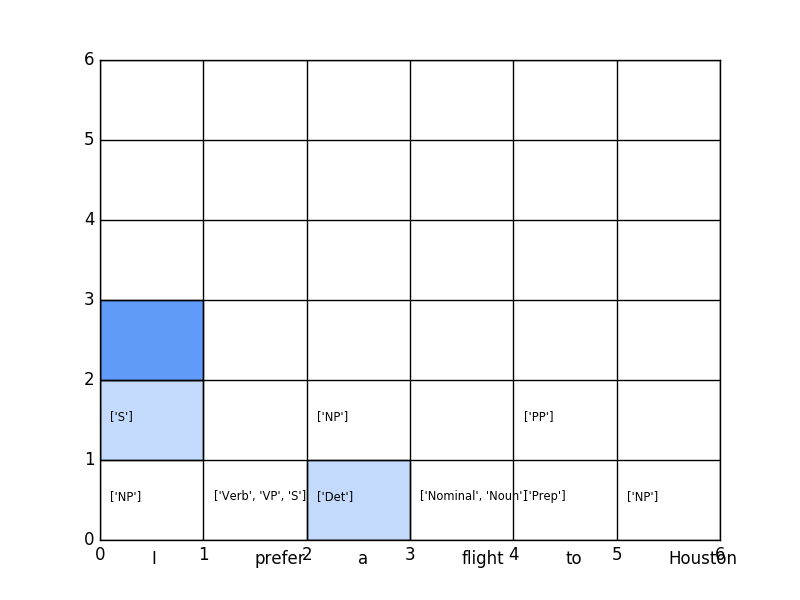 6
5
4
3
2
['S'] ['NP'] ['PP']
1
['NP'] ['Verb', 'VP', 'S'] ['Det'] ['Nominal', 'Noun'] ['Prep'] ['NP']
0
0 1 2 3 4 5 6
I prefer a flight to Houston